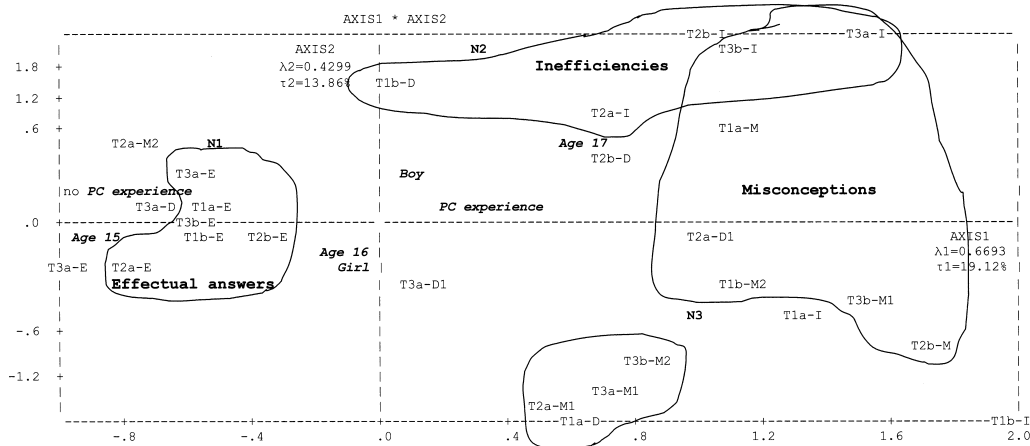 AXIS1 * AXIS2
T2b-I T3a-I
AXIS2 N2 T3b-I
λ2=0.4299 Inefficiencies
1.8 +
τ2=13.86% T1b-D
1.2 +
T2a-I
.6 + T1a-M
T2a-M2 N1 Age 17
T2b-D
T3a-E Boy
no PC experience Misconceptions
T3a-D T1a-E PC experience
.0 + T3b-E
Age 15 T1b-E T2b-E T2a-D1 AXIS1
Age 16 λ1=0.6693
T3a-E T2a-E Girl τ1=19.12%
Effectual answers T3a-D1 T1b-M2
T3b-M1
N3 T1a-I
-.6 +
T2b-M
T3b-M2
-1.2 +
T3a-M1
T2a-M1
T1a-D T1b-I
-.8 -.4 .0 .4 .8 1.2 1.6 2.0